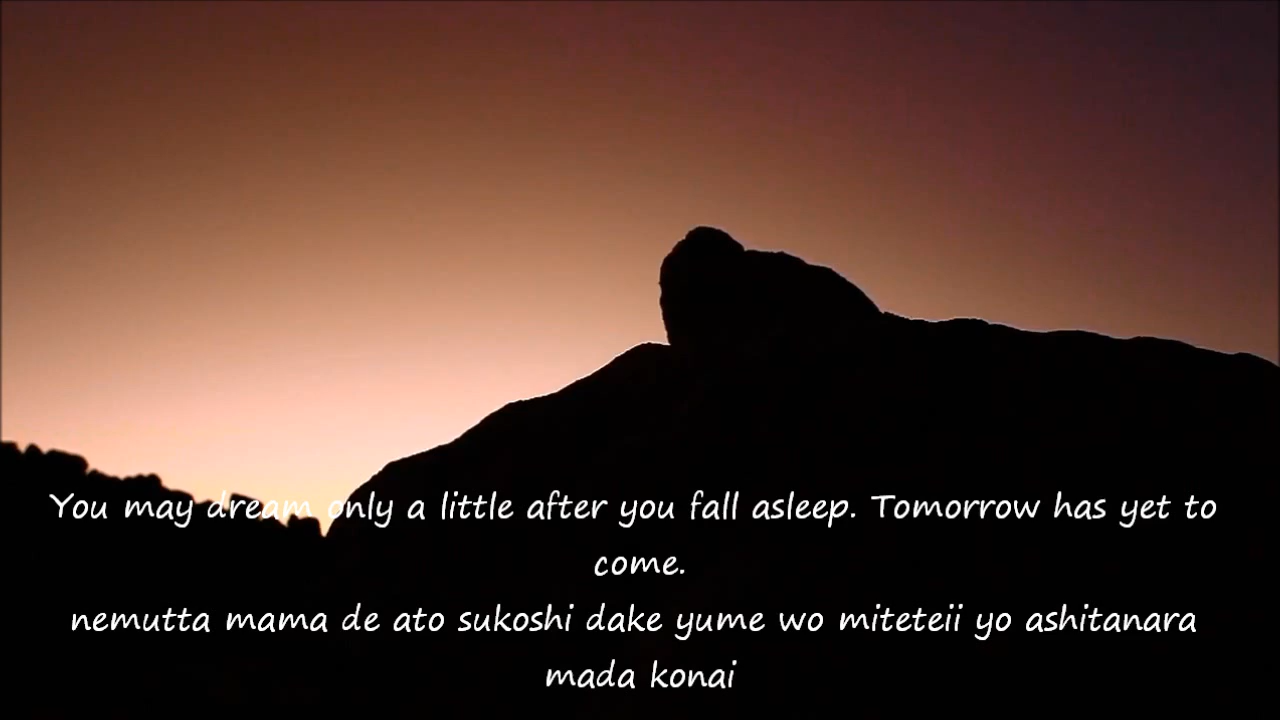 You may dream only a little after you fall asleep. Tomorrow has yet to
come.
nemutta mama de ato sukoshi dake yume wo miteteii yo ashitanara
mada konai